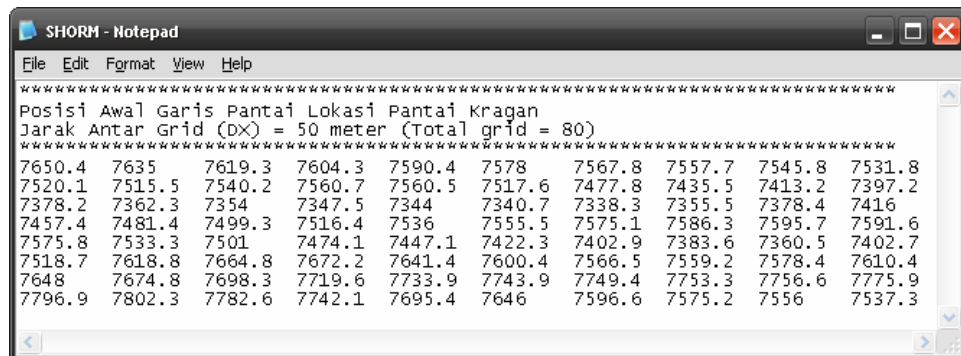 SHORM - Notepad
File Edit Format View Help
******************************************************************************
Posisi Awal Garis Pantai Lokasi Pantai Kragan
Jarak Antar Grid (DX) = 50 meter (Total grid = 80)
******************************************************************************
7650.4 7635 7619.3 7604.3 7590.4 7578 7567.8 7557.7 7545.8 7531.8
7520.1 7515.5 7540.2 7560.7 7560.5 7517.6 7477.8 7435.5 7413.2 7397.2
7378.2 7362.3 7354 7347.5 7344 7340.7 7338.3 7355.5 7378.4 7416
7457.4 7481.4 7499.3 7516.4 7536 7555.5 7575.1 7586.3 7595.7 7591.6
7575.8 7533.3 7501 7474.1 7447.1 7422.3 7402.9 7383.6 7360.5 7402.7
7518.7 7618.8 7664.8 7672.2 7641.4 7600.4 7566.5 7559.2 7578.4 7610.4
7648 7674.8 7698.3 7719.6 7733.9 7743.9 7749.4 7753.3 7756.6 7775.9
7796.9 7802.3 7782.6 7742.1 7695.4 7646 7596.6 7575.2 7556 7537.3